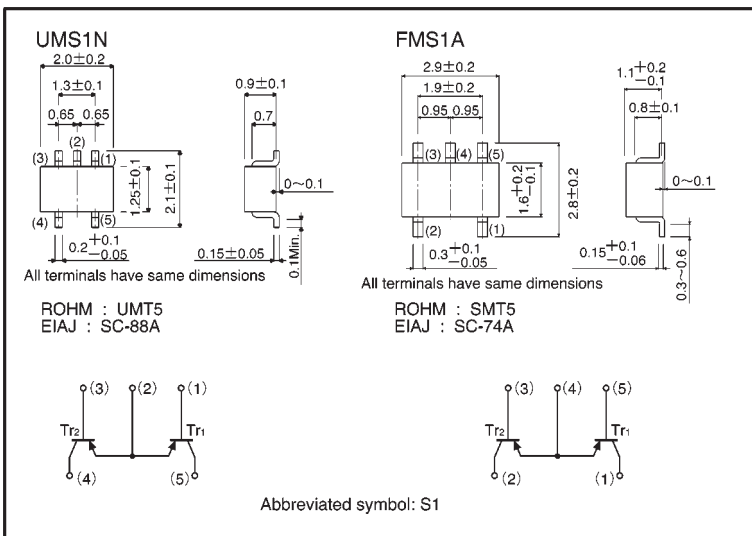 UMS1N
2.0±0.2
1.3±0.1
0.65 0.65
(2)
(3) (1)
1.25±0.1
2.1±0.1
(4) (5)
0.2 +0.1 −0.05
All terminals have same dimensions
0.9±0.1
0.7
0~0.1
0.15±0.05
0.1Min.
ROHM : UMT5
EIAJ : SC-88A
FMS1A
2.9±0.2
1.9±0.2
0.95 0.95
(3) (4) (5)
1.6 +0.2 −0.1
2.8±0.2
(2) (1)
0.3 +0.1 −0.05
All terminals have same dimensions
1.1 +0.2 −0.1
0.8±0.1
0~0.1
0.15 +0.1 −0.06
0.3~0.6
ROHM : SMT5
EIAJ : SC-74A
(3) (2) (1)
Tr2 Tr1
(4) (5)
(3) (4) (5)
Tr2 Tr1
(2) (1)
Abbreviated symbol: S1